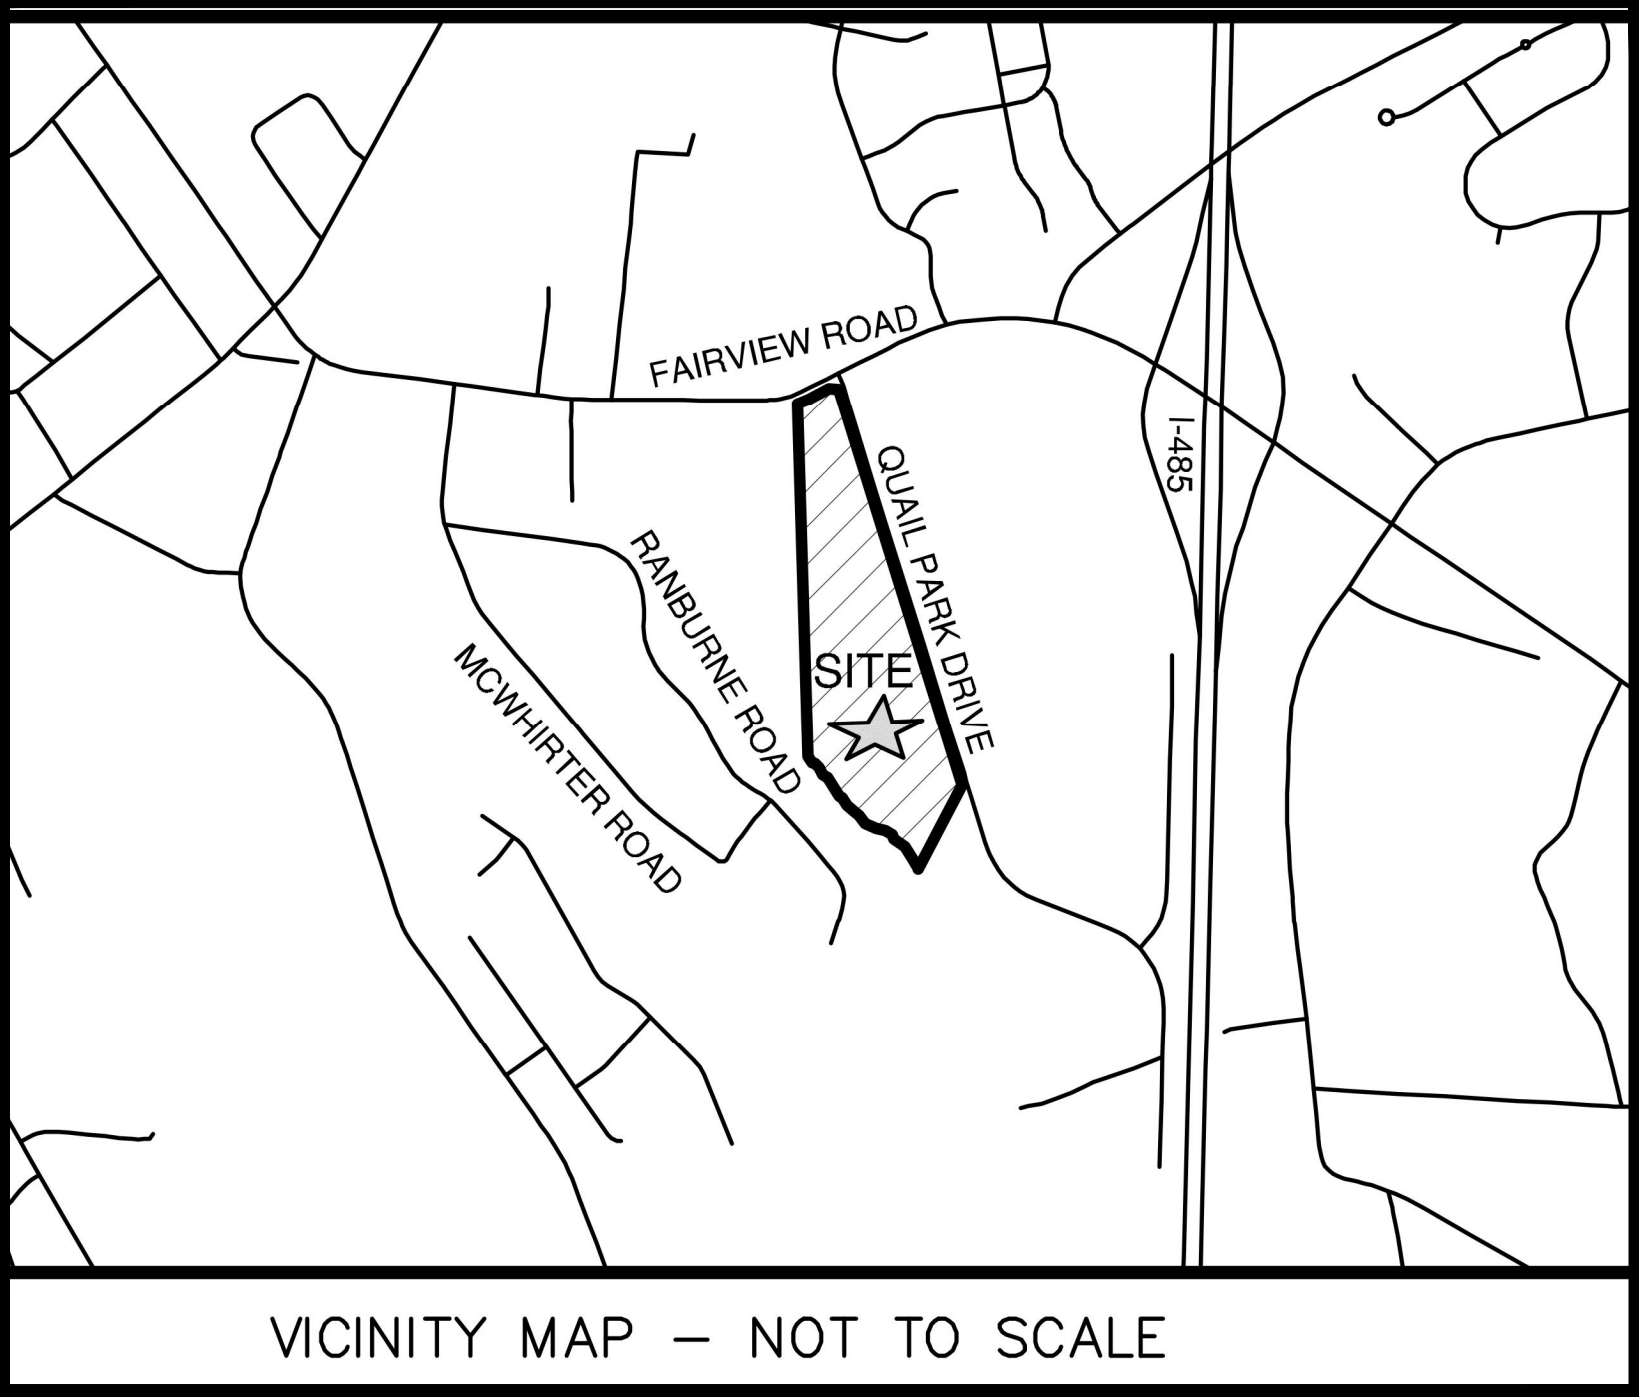 FAIRVIEW ROAD
I-485
QUAIL PARK DRIVE
RANBURNE ROAD
SITE
MCWHIRTER ROAD
VICINITY MAP - NOT TO SCALE